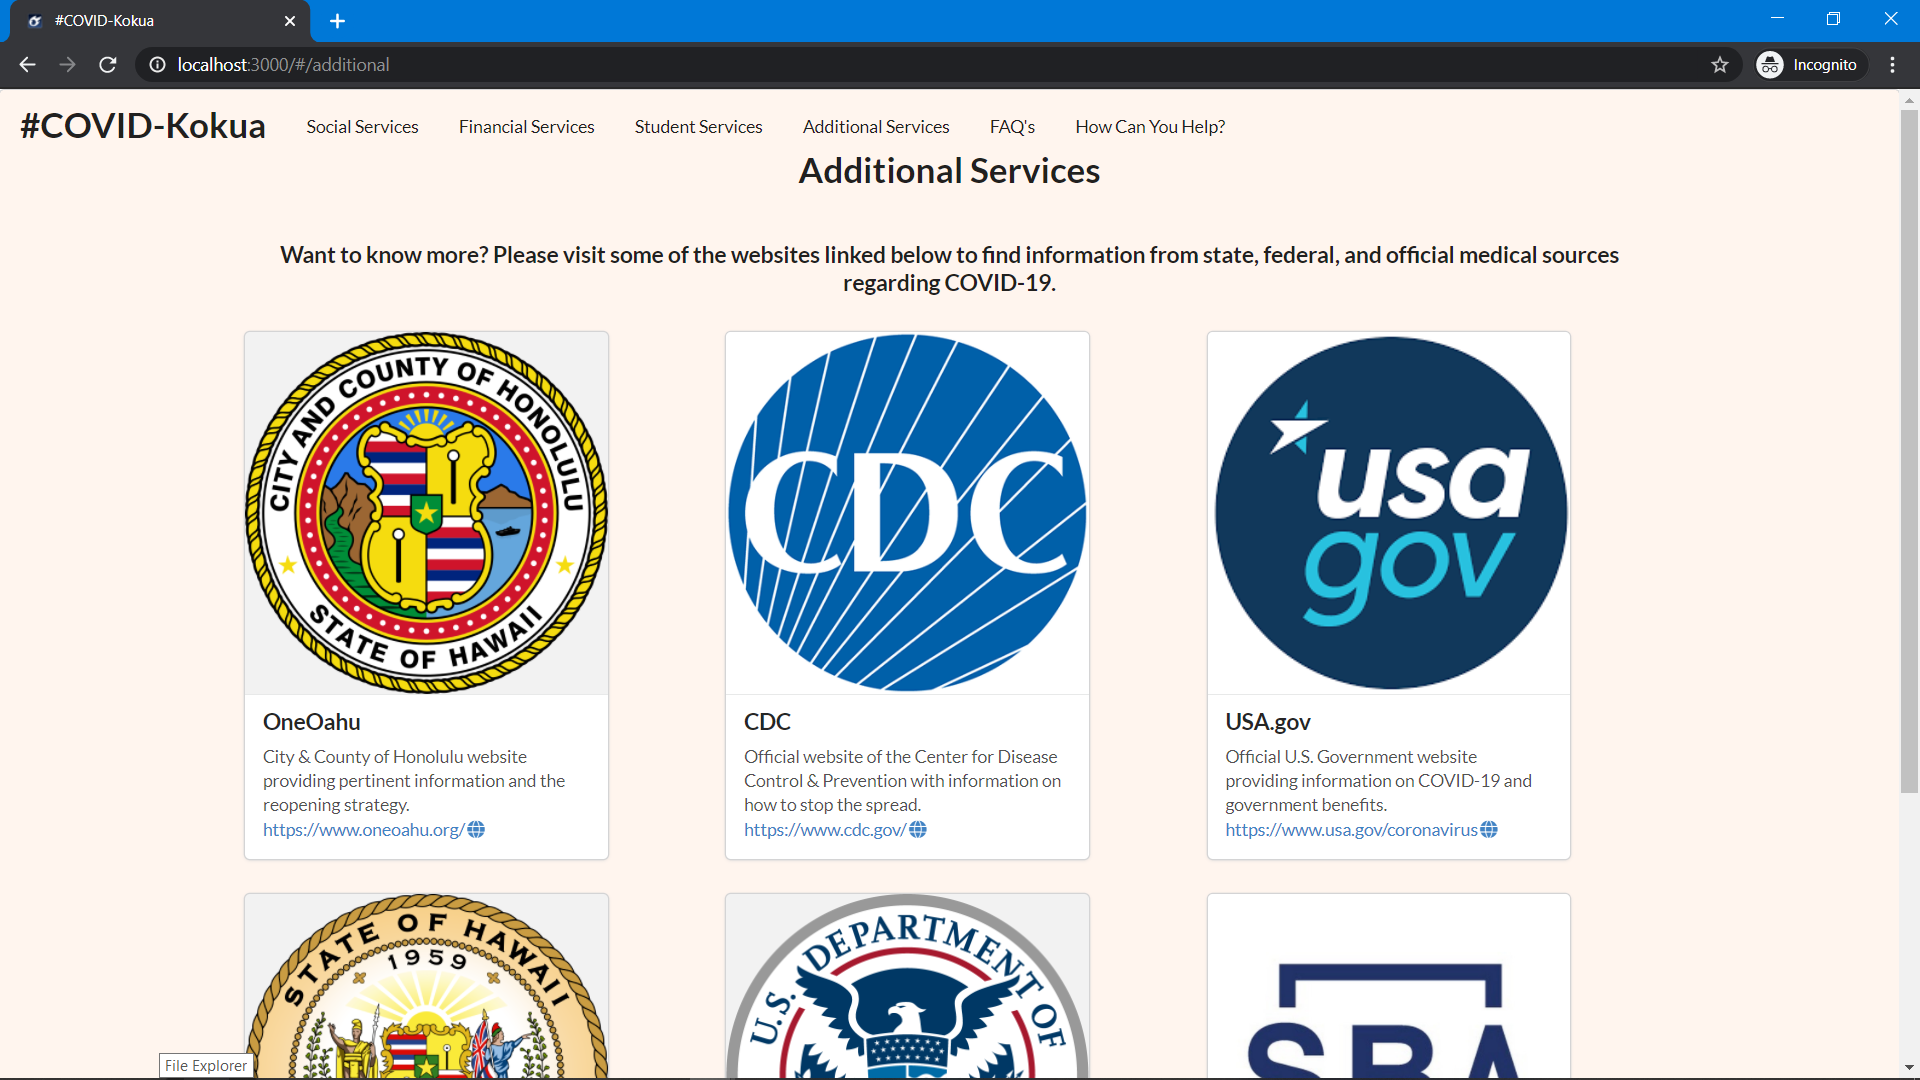 #COVID-Kokua
localhost:3000/#/additional
Incognito
#COVID-Kokua
Social Services
Financial Services
Student Services
Additional Services
FAQ's
How Can You Help?
Additional Services
Want to know more? Please visit some of the websites linked below to find information from state, federal, and official medical sources
regarding COVID-19.
CITY AND COUNTY OF HONOLULU
STATE OF HAWAII
OneOahu
City & County of Honolulu website
providing pertinent information and the
reopening strategy.
https://www.oneoahu.org/
CDC
CDC
Official website of the Center for Disease
Control & Prevention with information on
how to stop the spread.
https://www.cdc.gov/
usa
gov
USA.gov
Official U.S. Government website
providing information on COVID-19 and
government benefits.
https://www.usa.gov/coronavirus
STATE OF HAWAII
1959
U.S. DEPARTMENT OF
SBA
File Explorer